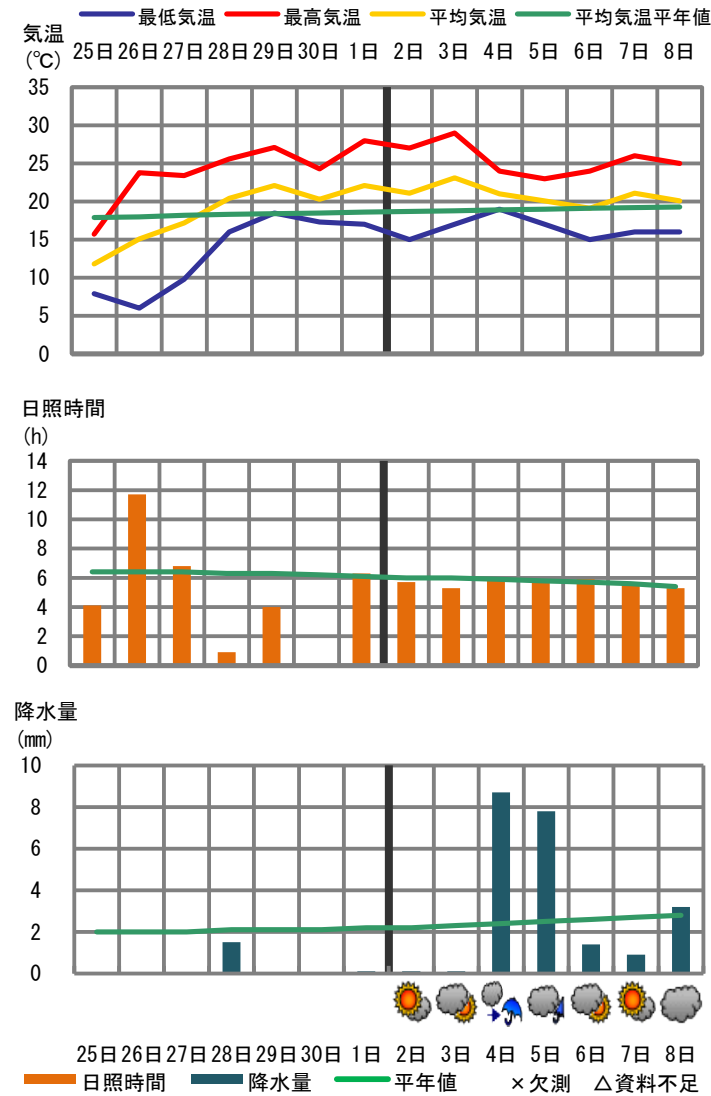 最低気温 最高気温 平均気温 平均気温平年値
気温
(℃) 25日 26日 27日 28日 29日 30日 1日 2日 3日 4日 5日 6日 7日 8日
35
30
25
20
15
10
5
0
日照時間
(h)
14
12
10
8
6
4
2
0
降水量
(mm)
10
8
6
4
2
0
25日 26日 27日 28日 29日 30日 1日 2日 3日 4日 5日 6日 7日 8日
日照時間 降水量 平年値 ×欠測 △資料不足